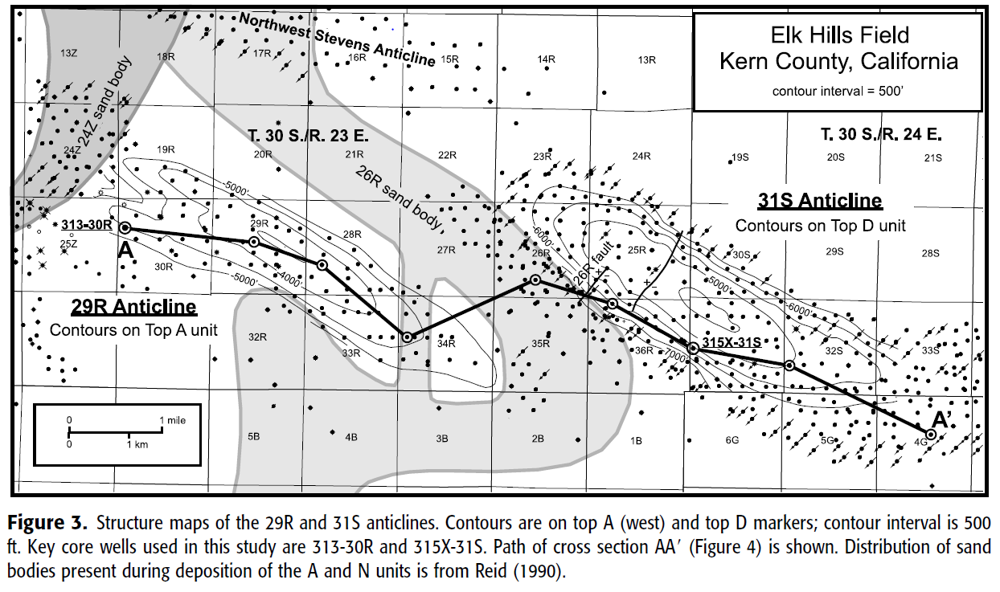 Elk Hills Field
Kern County, California
contour interval = 500'
Northwest Stevens Anticline
13Z
18R
17R
16R
15R
14R
13R
24Z sand body
T. 30 S./R. 23 E.
T. 30 S./R. 24 E.
24Z
19R
20R
21R
22R
23R
24R
19S
20S
21S
26R sand body
-5000'
31S Anticline
Contours on Top D unit
313-30R
A
25Z
30R
29R
28R
27R
26R
25R
30S
29S
28S
-6000'
26R fault
+
-
+
-
-5000'
-4000'
-5000'
-6000'
29R Anticline
Contours on Top A unit
32R
33R
34R
35R
36R
-7000'
315X-31S
32S
33S
0
1 mile
0
1 km
5B
4B
3B
2B
1B
6G
5G
4G
A'
Figure 3. Structure maps of the 29R and 31S anticlines. Contours are on top A (west) and top D markers; contour interval is 500
ft. Key core wells used in this study are 313-30R and 315X-31S. Path of cross section AA′ (Figure 4) is shown. Distribution of sand
bodies present during deposition of the A and N units is from Reid (1990).